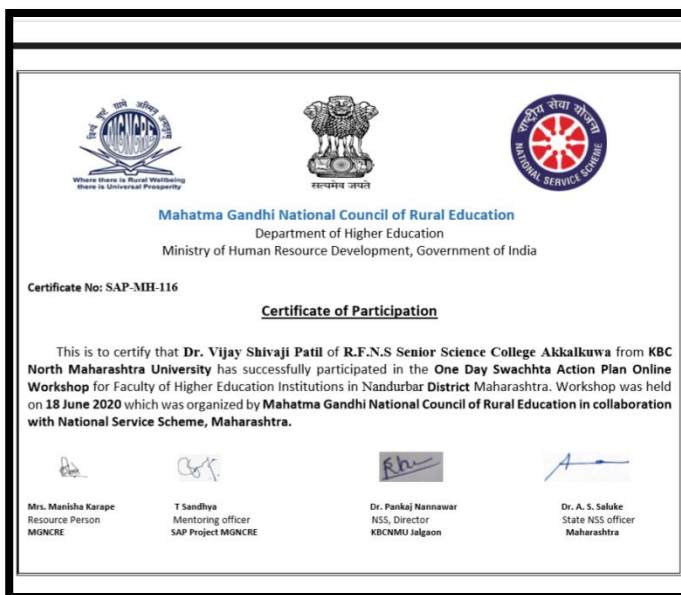 विश्वं पुष्टं ग्रामे अस्मिन् अनातुरम्
MGNCRE
Where there is Rural Wellbeing
there is Universal Prosperity
सत्यमेव जयते
राष्ट्रीय सेवा योजना
NATIONAL SERVICE SCHEME
Mahatma Gandhi National Council of Rural Education
Department of Higher Education
Ministry of Human Resource Development, Government of India
Certificate No: SAP-MH-116
Certificate of Participation
This is to certify that Dr. Vijay Shivaji Patil of R.F.N.S Senior Science College Akkalkuwa from KBC
North Maharashtra University has successfully participated in the One Day Swachhta Action Plan Online
Workshop for Faculty of Higher Education Institutions in Nandurbar District Maharashtra. Workshop was held
on 18 June 2020 which was organized by Mahatma Gandhi National Council of Rural Education in collaboration
with National Service Scheme, Maharashtra.
Mrs. Manisha Karape
Resource Person
MGNCRE
T Sandhya
Mentoring officer
SAP Project MGNCRE
Dr. Pankaj Nannawar
NSS, Director
KBCNMU Jalgaon
Dr. A. S. Saluke
State NSS officer
Maharashtra